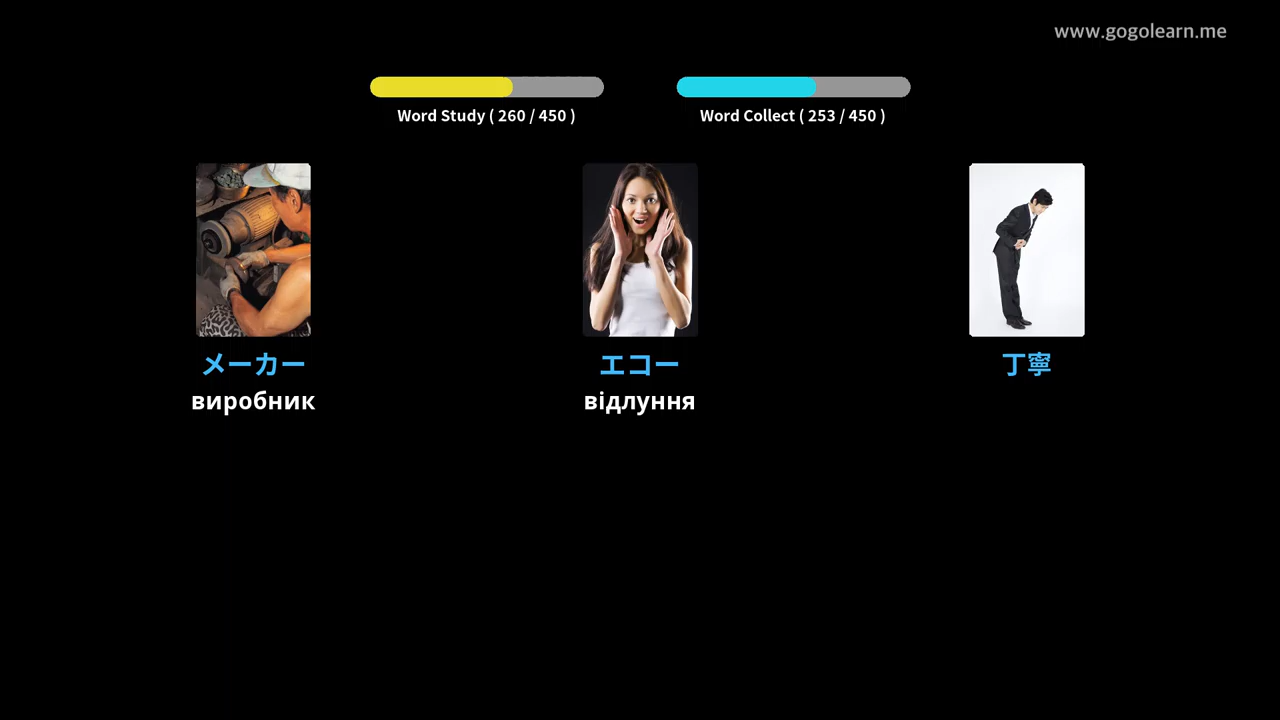 www.gogolearn.me
Word Study ( 260 / 450 )
Word Collect ( 253 / 450 )
メーカー
виробник
エコー
відлуння
丁寧